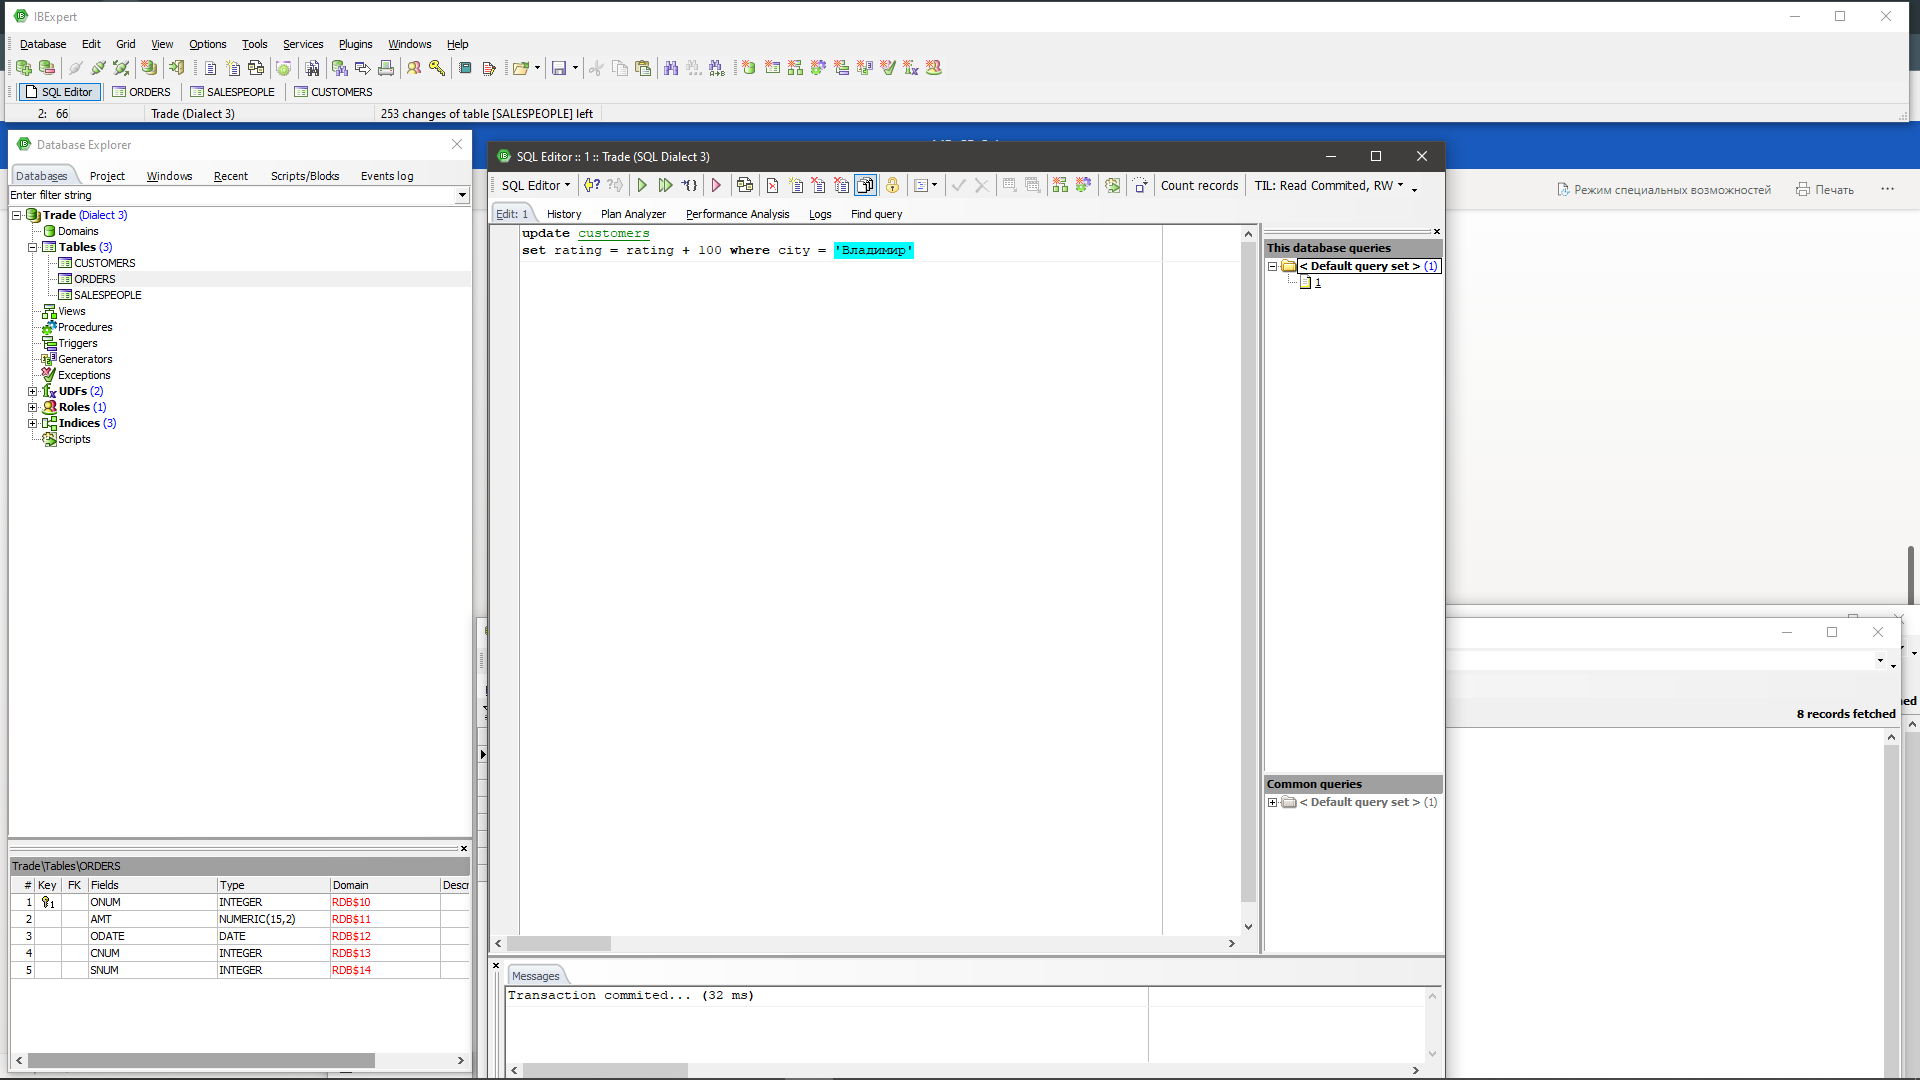 IBExpert
Database Edit Grid View Options Tools Services Plugins Windows Help
SQL Editor ORDERS SALESPEOPLE CUSTOMERS
2: 66 Trade (Dialect 3) 253 changes of table [SALESPEOPLE] left
Database Explorer
Databases Project Windows Recent Scripts/Blocks Events log
Enter filter string
Trade (Dialect 3)
Domains
Tables (3)
CUSTOMERS
ORDERS
SALESPEOPLE
Views
Procedures
Triggers
Generators
Exceptions
UDFs (2)
Roles (1)
Indices (3)
Scripts
Trade\Tables\ORDERS
# Key FK Fields Type Domain Descr
1 1 ONUM INTEGER RDB$10
2 AMT NUMERIC(15,2) RDB$11
3 ODATE DATE RDB$12
4 CNUM INTEGER RDB$13
5 SNUM INTEGER RDB$14
SQL Editor :: 1 :: Trade (SQL Dialect 3)
SQL Editor Count records TIL: Read Commited, RW
Edit: 1 History Plan Analyzer Performance Analysis Logs Find query
update customers
set rating = rating + 100 where city = 'Владимир'
This database queries
< Default query set > (1)
1
Common queries
< Default query set > (1)
Messages
Transaction commited... (32 ms)
Режим специальных возможностей Печать
ed
8 records fetched